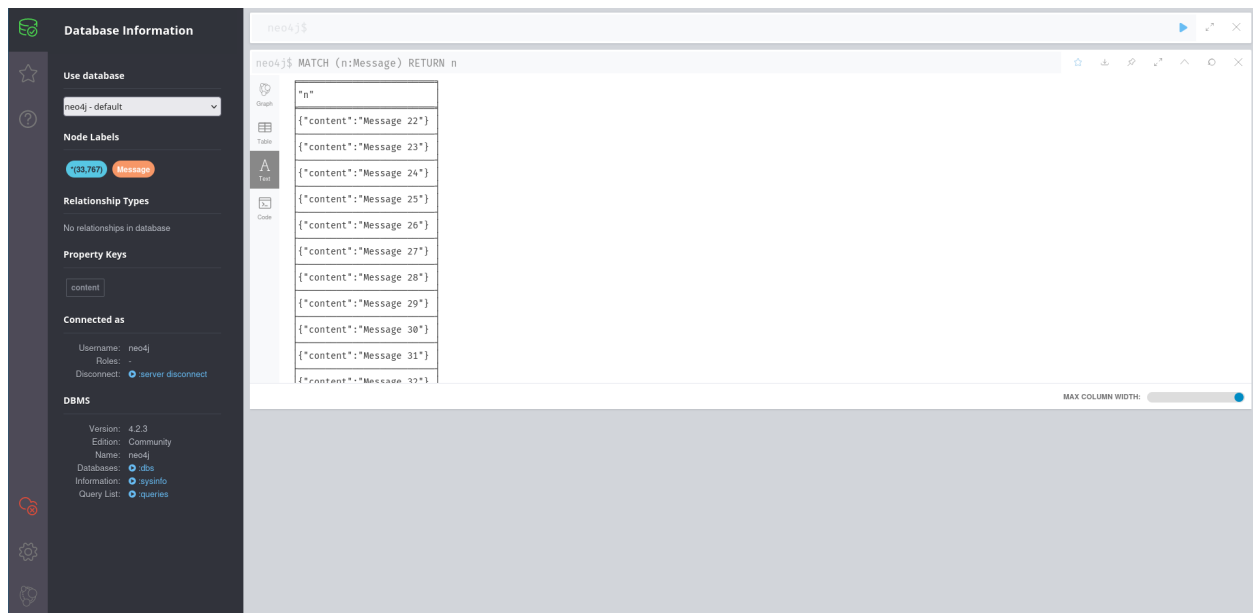 Database Information
Use database
neo4j - default
Node Labels
*(33,767) Message
Relationship Types
No relationships in database
Property Keys
content
Connected as
Username: neo4j
Roles: -
Disconnect: :server disconnect
DBMS
Version: 4.2.3
Edition: Community
Name: neo4j
Databases: :dbs
Information: :sysinfo
Query List: :queries
neo4j$
neo4j$ MATCH (n:Message) RETURN n
Graph
Table
A
Text
Code
"n"
{"content":"Message 22"}
{"content":"Message 23"}
{"content":"Message 24"}
{"content":"Message 25"}
{"content":"Message 26"}
{"content":"Message 27"}
{"content":"Message 28"}
{"content":"Message 29"}
{"content":"Message 30"}
{"content":"Message 31"}
{"content":"Message 32"}
MAX COLUMN WIDTH: